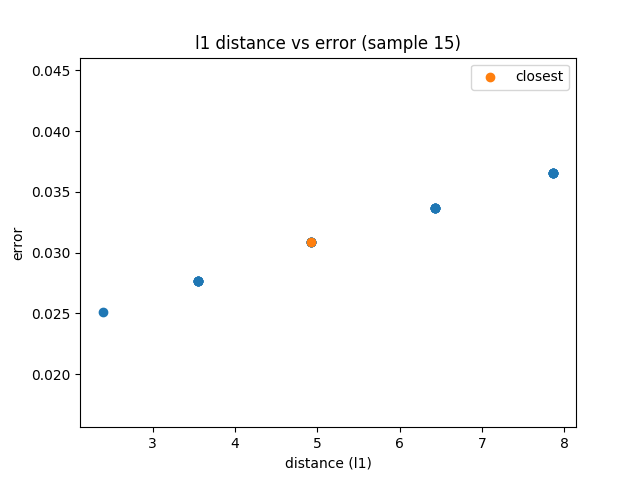 l1 distance vs error (sample 15)
closest
0.045
0.040
0.035
0.030
0.025
0.020
error
3 4 5 6 7 8
distance (l1)